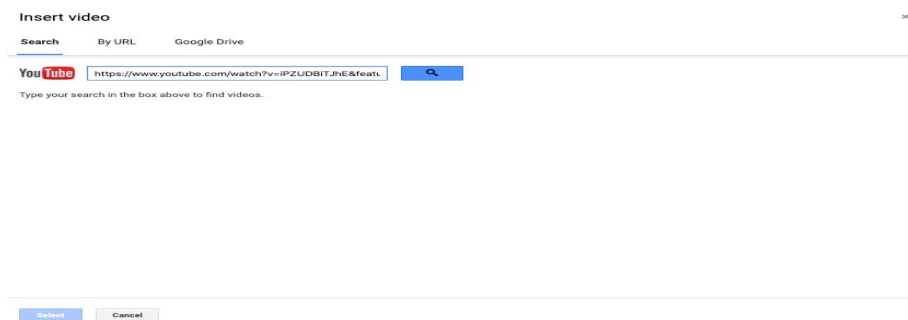 Insert video
×
Search By URL Google Drive
YouTube https://www.youtube.com/watch?v=iPZUDBiTJhE&featu
Type your search in the box above to find videos.
Select Cancel